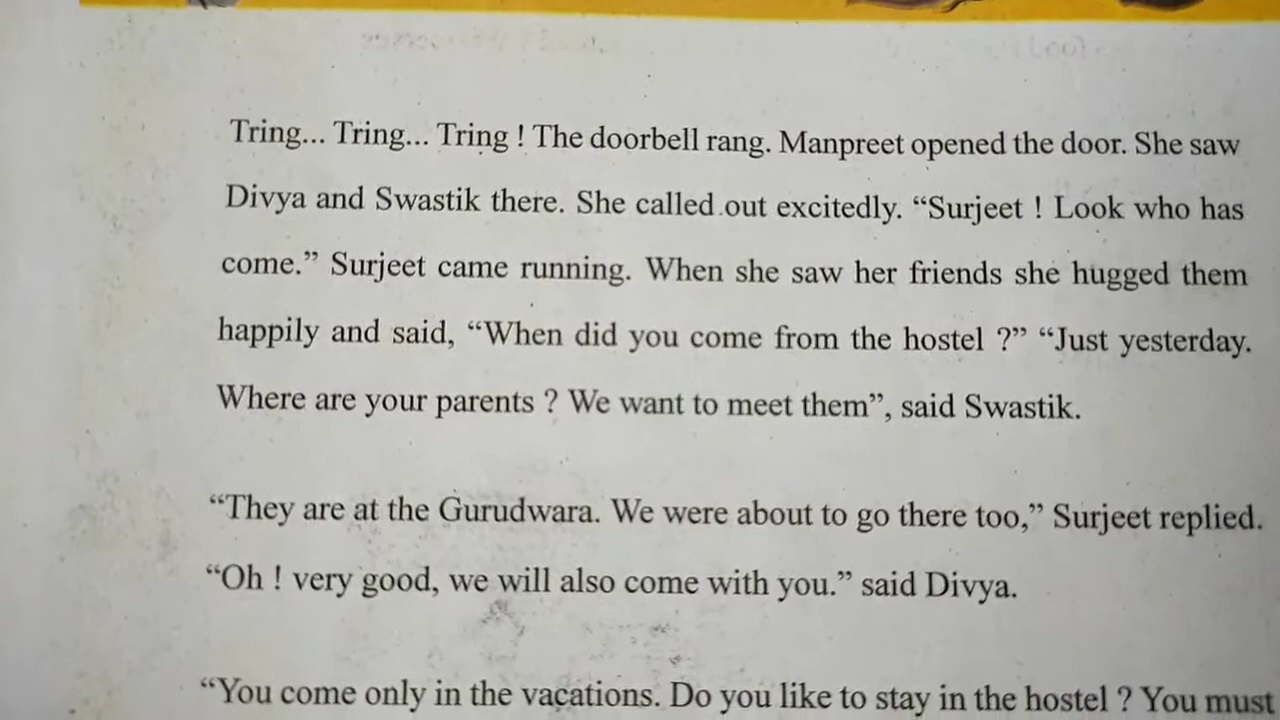 Tring... Tring... Tring ! The doorbell rang. Manpreet opened the door. She saw
Divya and Swastik there. She called out excitedly. “Surjeet ! Look who has
come.” Surjeet came running. When she saw her friends she hugged them
happily and said, “When did you come from the hostel ?” “Just yesterday.
Where are your parents ? We want to meet them”, said Swastik.
“They are at the Gurudwara. We were about to go there too,” Surjeet replied.
“Oh ! very good, we will also come with you.” said Divya.
“You come only in the vacations. Do you like to stay in the hostel ? You must